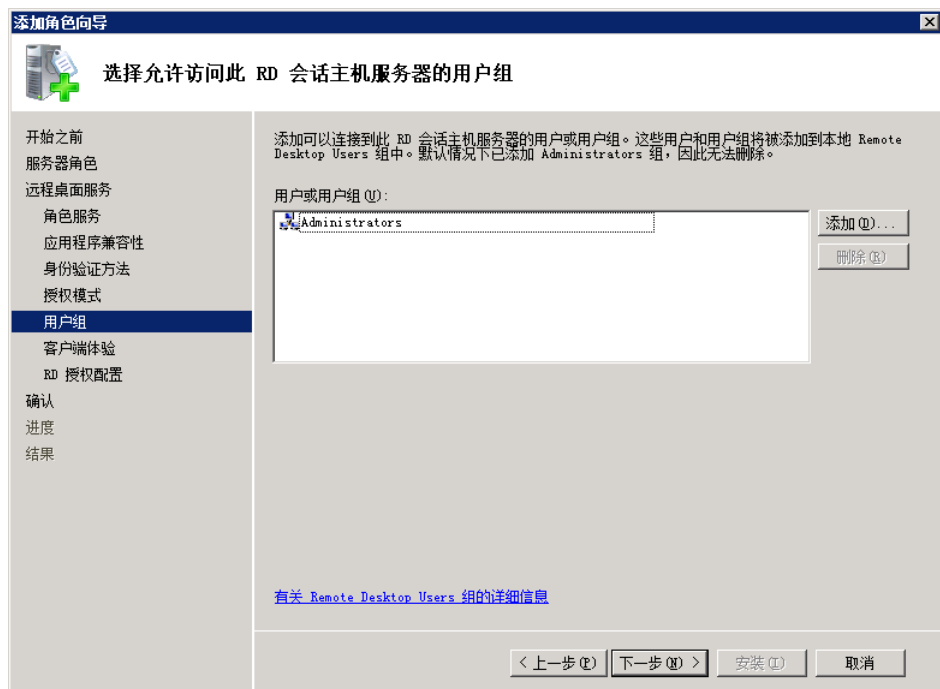 添加角色向导
选择允许访问此 RD 会话主机服务器的用户组
开始之前
服务器角色
远程桌面服务
角色服务
应用程序兼容性
身份验证方法
授权模式
用户组
客户端体验
RD 授权配置
确认
进度
结果
添加可以连接到此 RD 会话主机服务器的用户或用户组。这些用户和用户组将被添加到本地 Remote
Desktop Users 组中。默认情况下已添加 Administrators 组，因此无法删除。
用户或用户组(U):
Administrators
添加(D)...
删除(R)
有关 Remote Desktop Users 组的详细信息
< 上一步(P)
下一步(N) >
安装(I)
取消